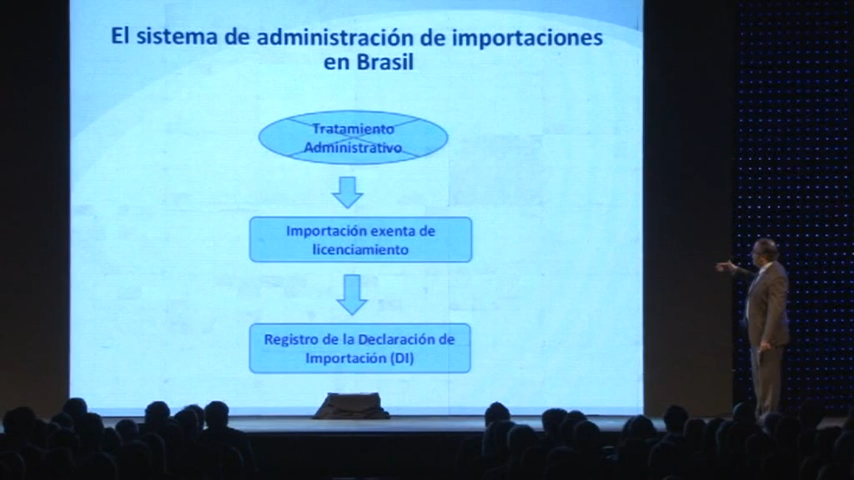 El sistema de administración de importaciones
en Brasil
Tratamiento
Administrativo
Importación exenta de
licenciamiento
Registro de la Declaración de
Importación (DI)